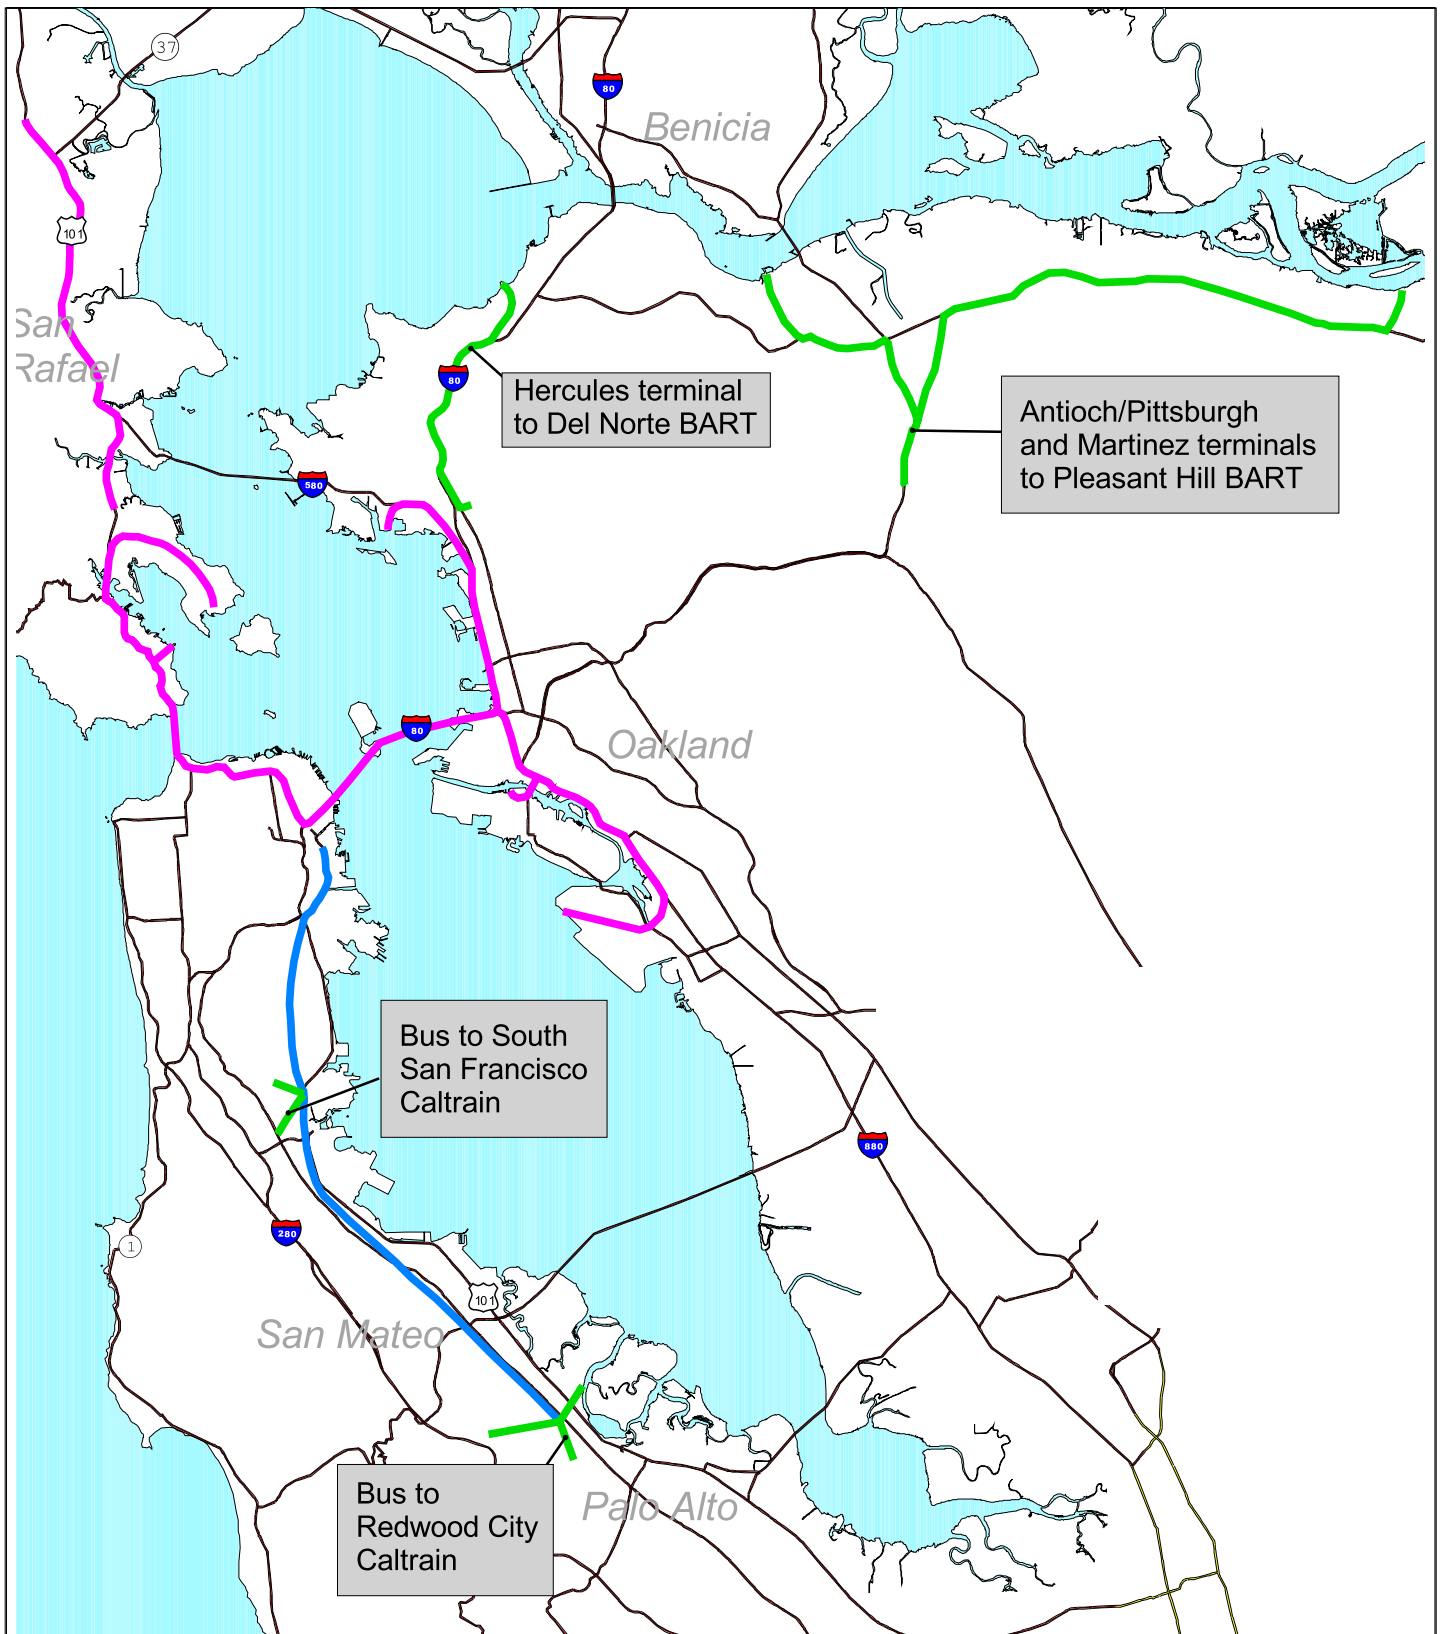 37
80
Benicia
101
San
Rafael
80
Hercules terminal
to Del Norte BART
Antioch/Pittsburgh
and Martinez terminals
to Pleasant Hill BART
580
80
Oakland
Bus to South
San Francisco
Caltrain
880
280
1
101
San Mateo
Bus to
Redwood City
Caltrain
Palo Alto